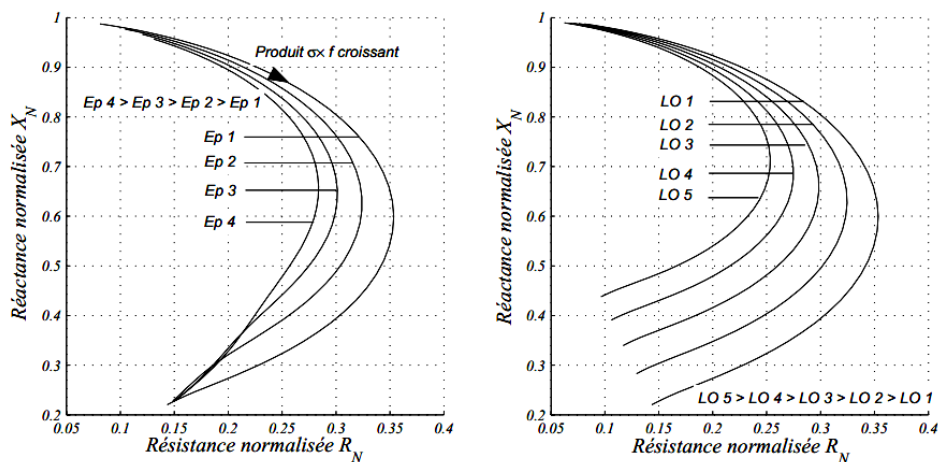 Réactance normalisée X_N
1
0.9
0.8
0.7
0.6
0.5
0.4
0.3
0.2
Produit σ× f croissant
Ep 4 > Ep 3 > Ep 2 > Ep 1
Ep 1
Ep 2
Ep 3
Ep 4
0.05 0.1 0.15 0.2 0.25 0.3 0.35 0.4
Résistance normalisée R_N
Réactance normalisée X_N
1
0.9
0.8
0.7
0.6
0.5
0.4
0.3
0.2
LO 1
LO 2
LO 3
LO 4
LO 5
LO 5 > LO 4 > LO 3 > LO 2 > LO 1
0.05 0.1 0.15 0.2 0.25 0.3 0.35 0.4
Résistance normalisée R_N